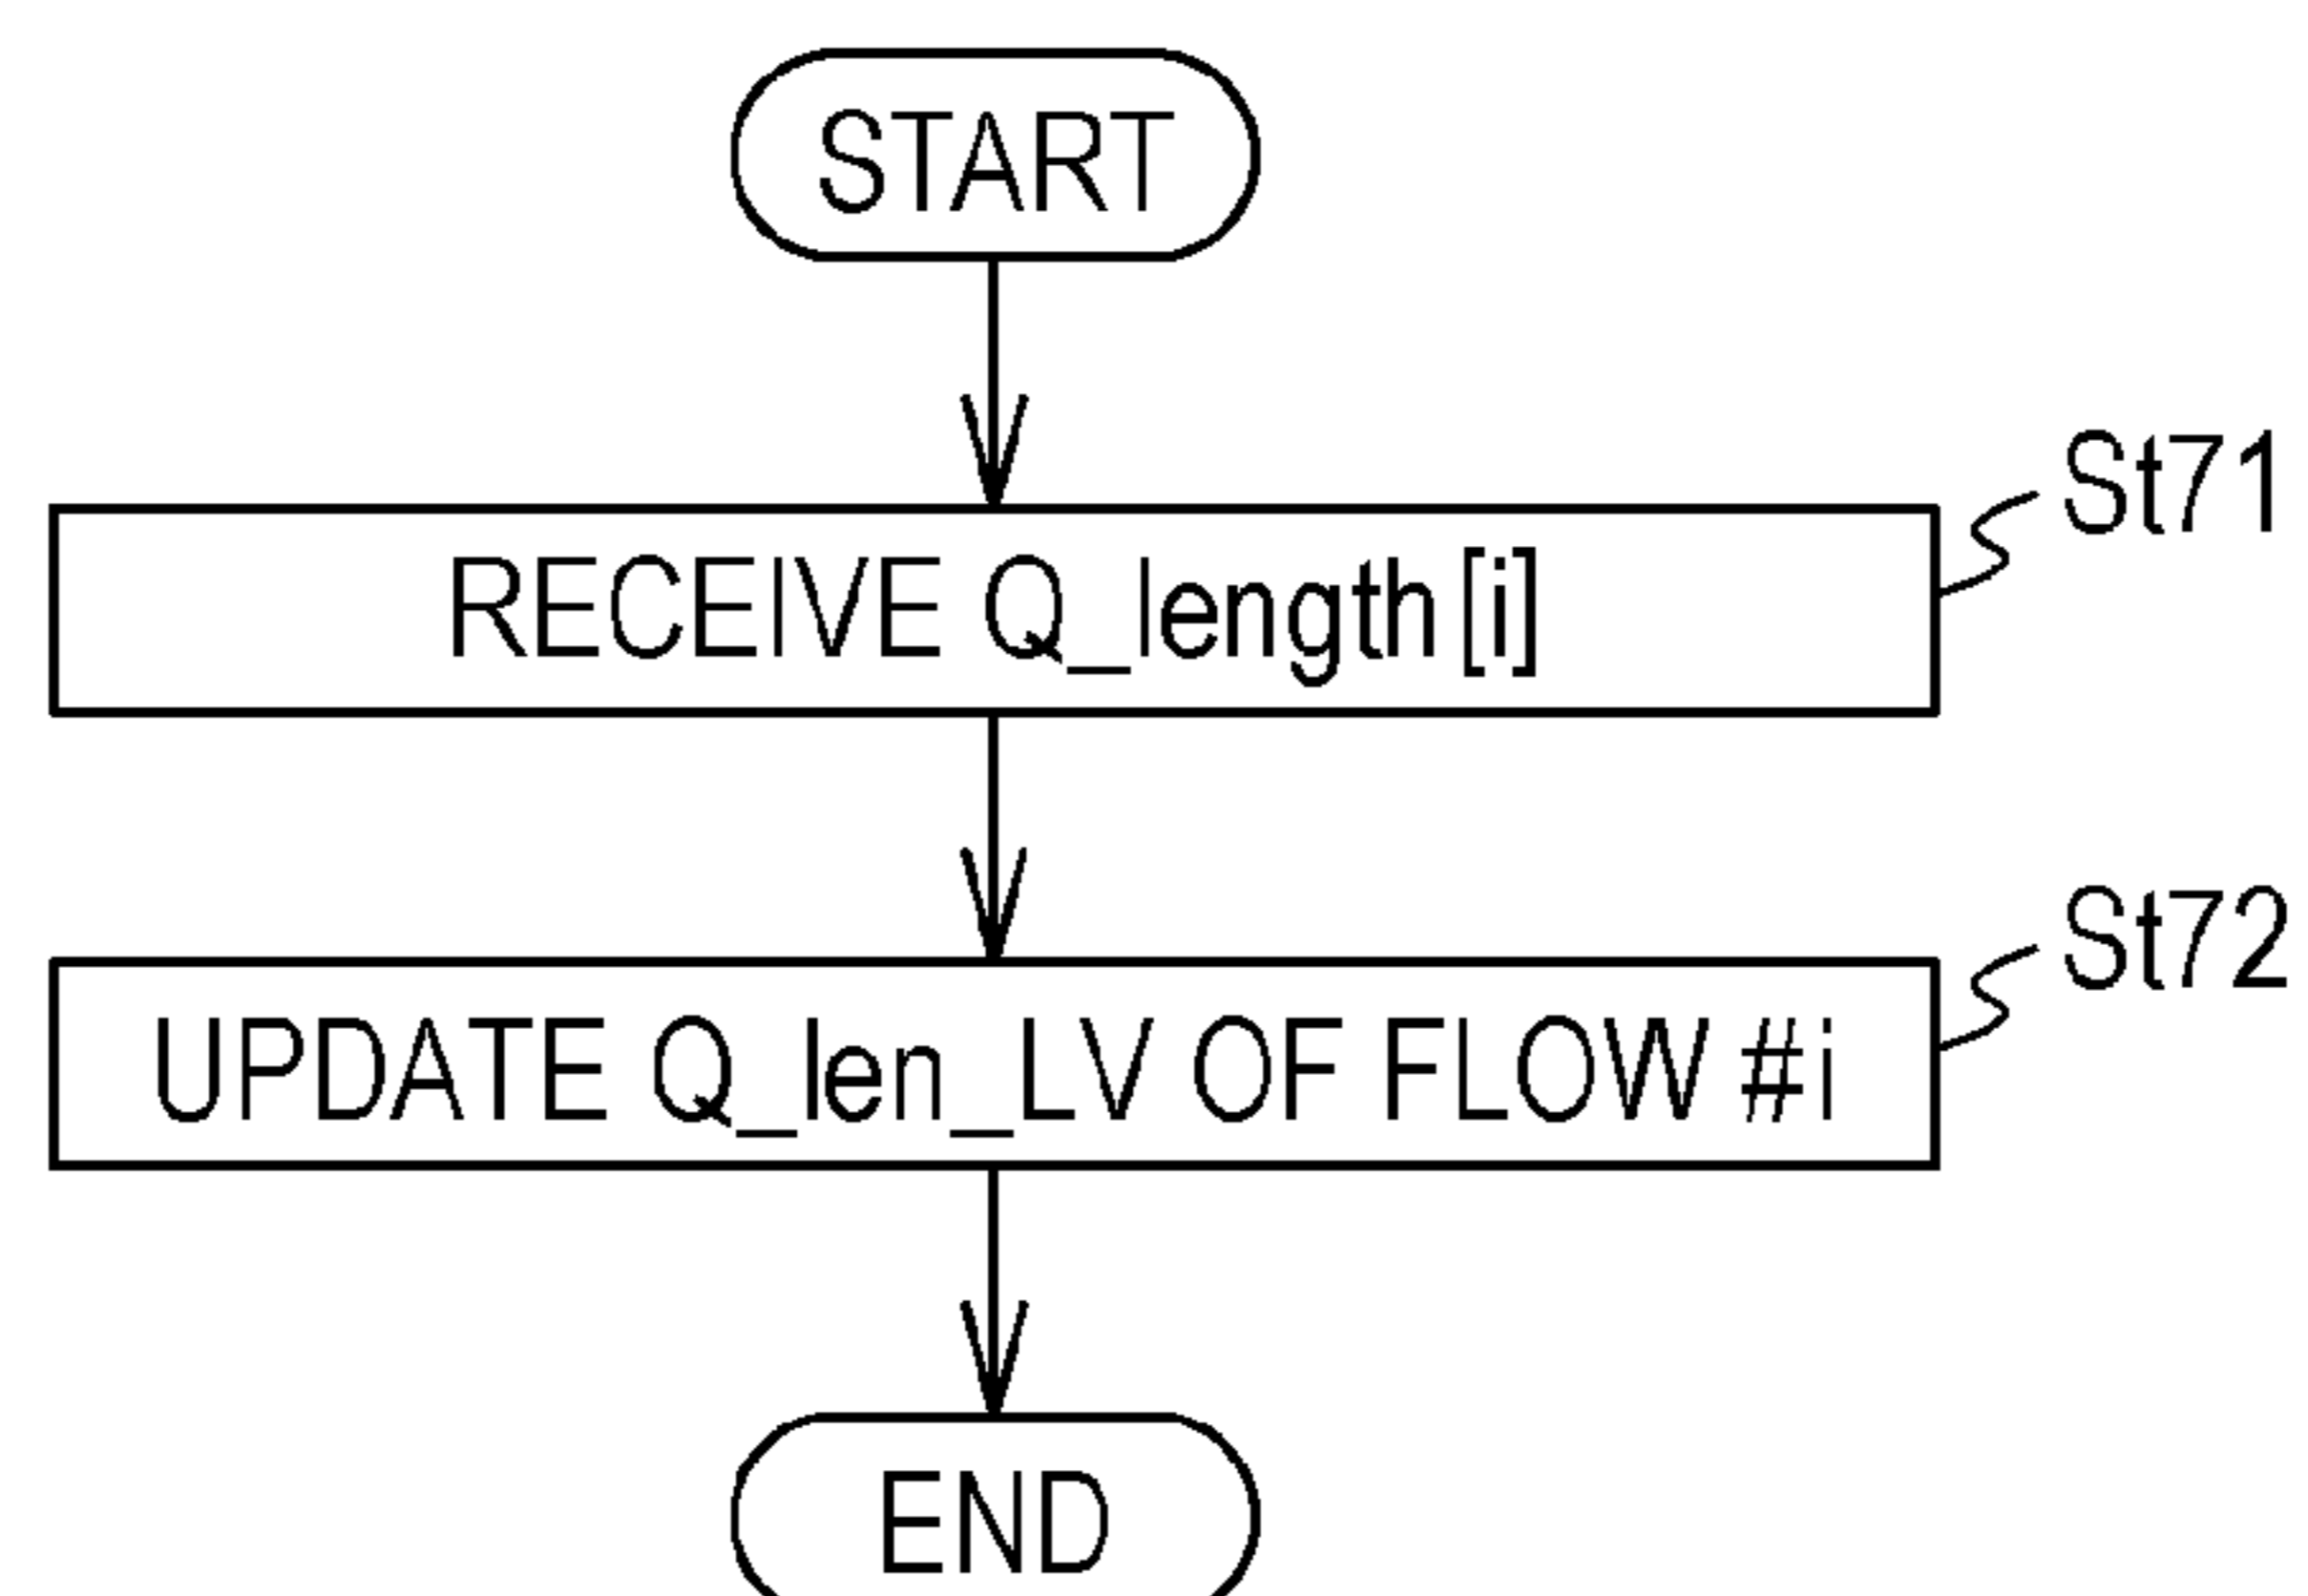 START
St71
RECEIVE Q_length [i]
St72
UPDATE Q_len_LV OF FLOW #i
END